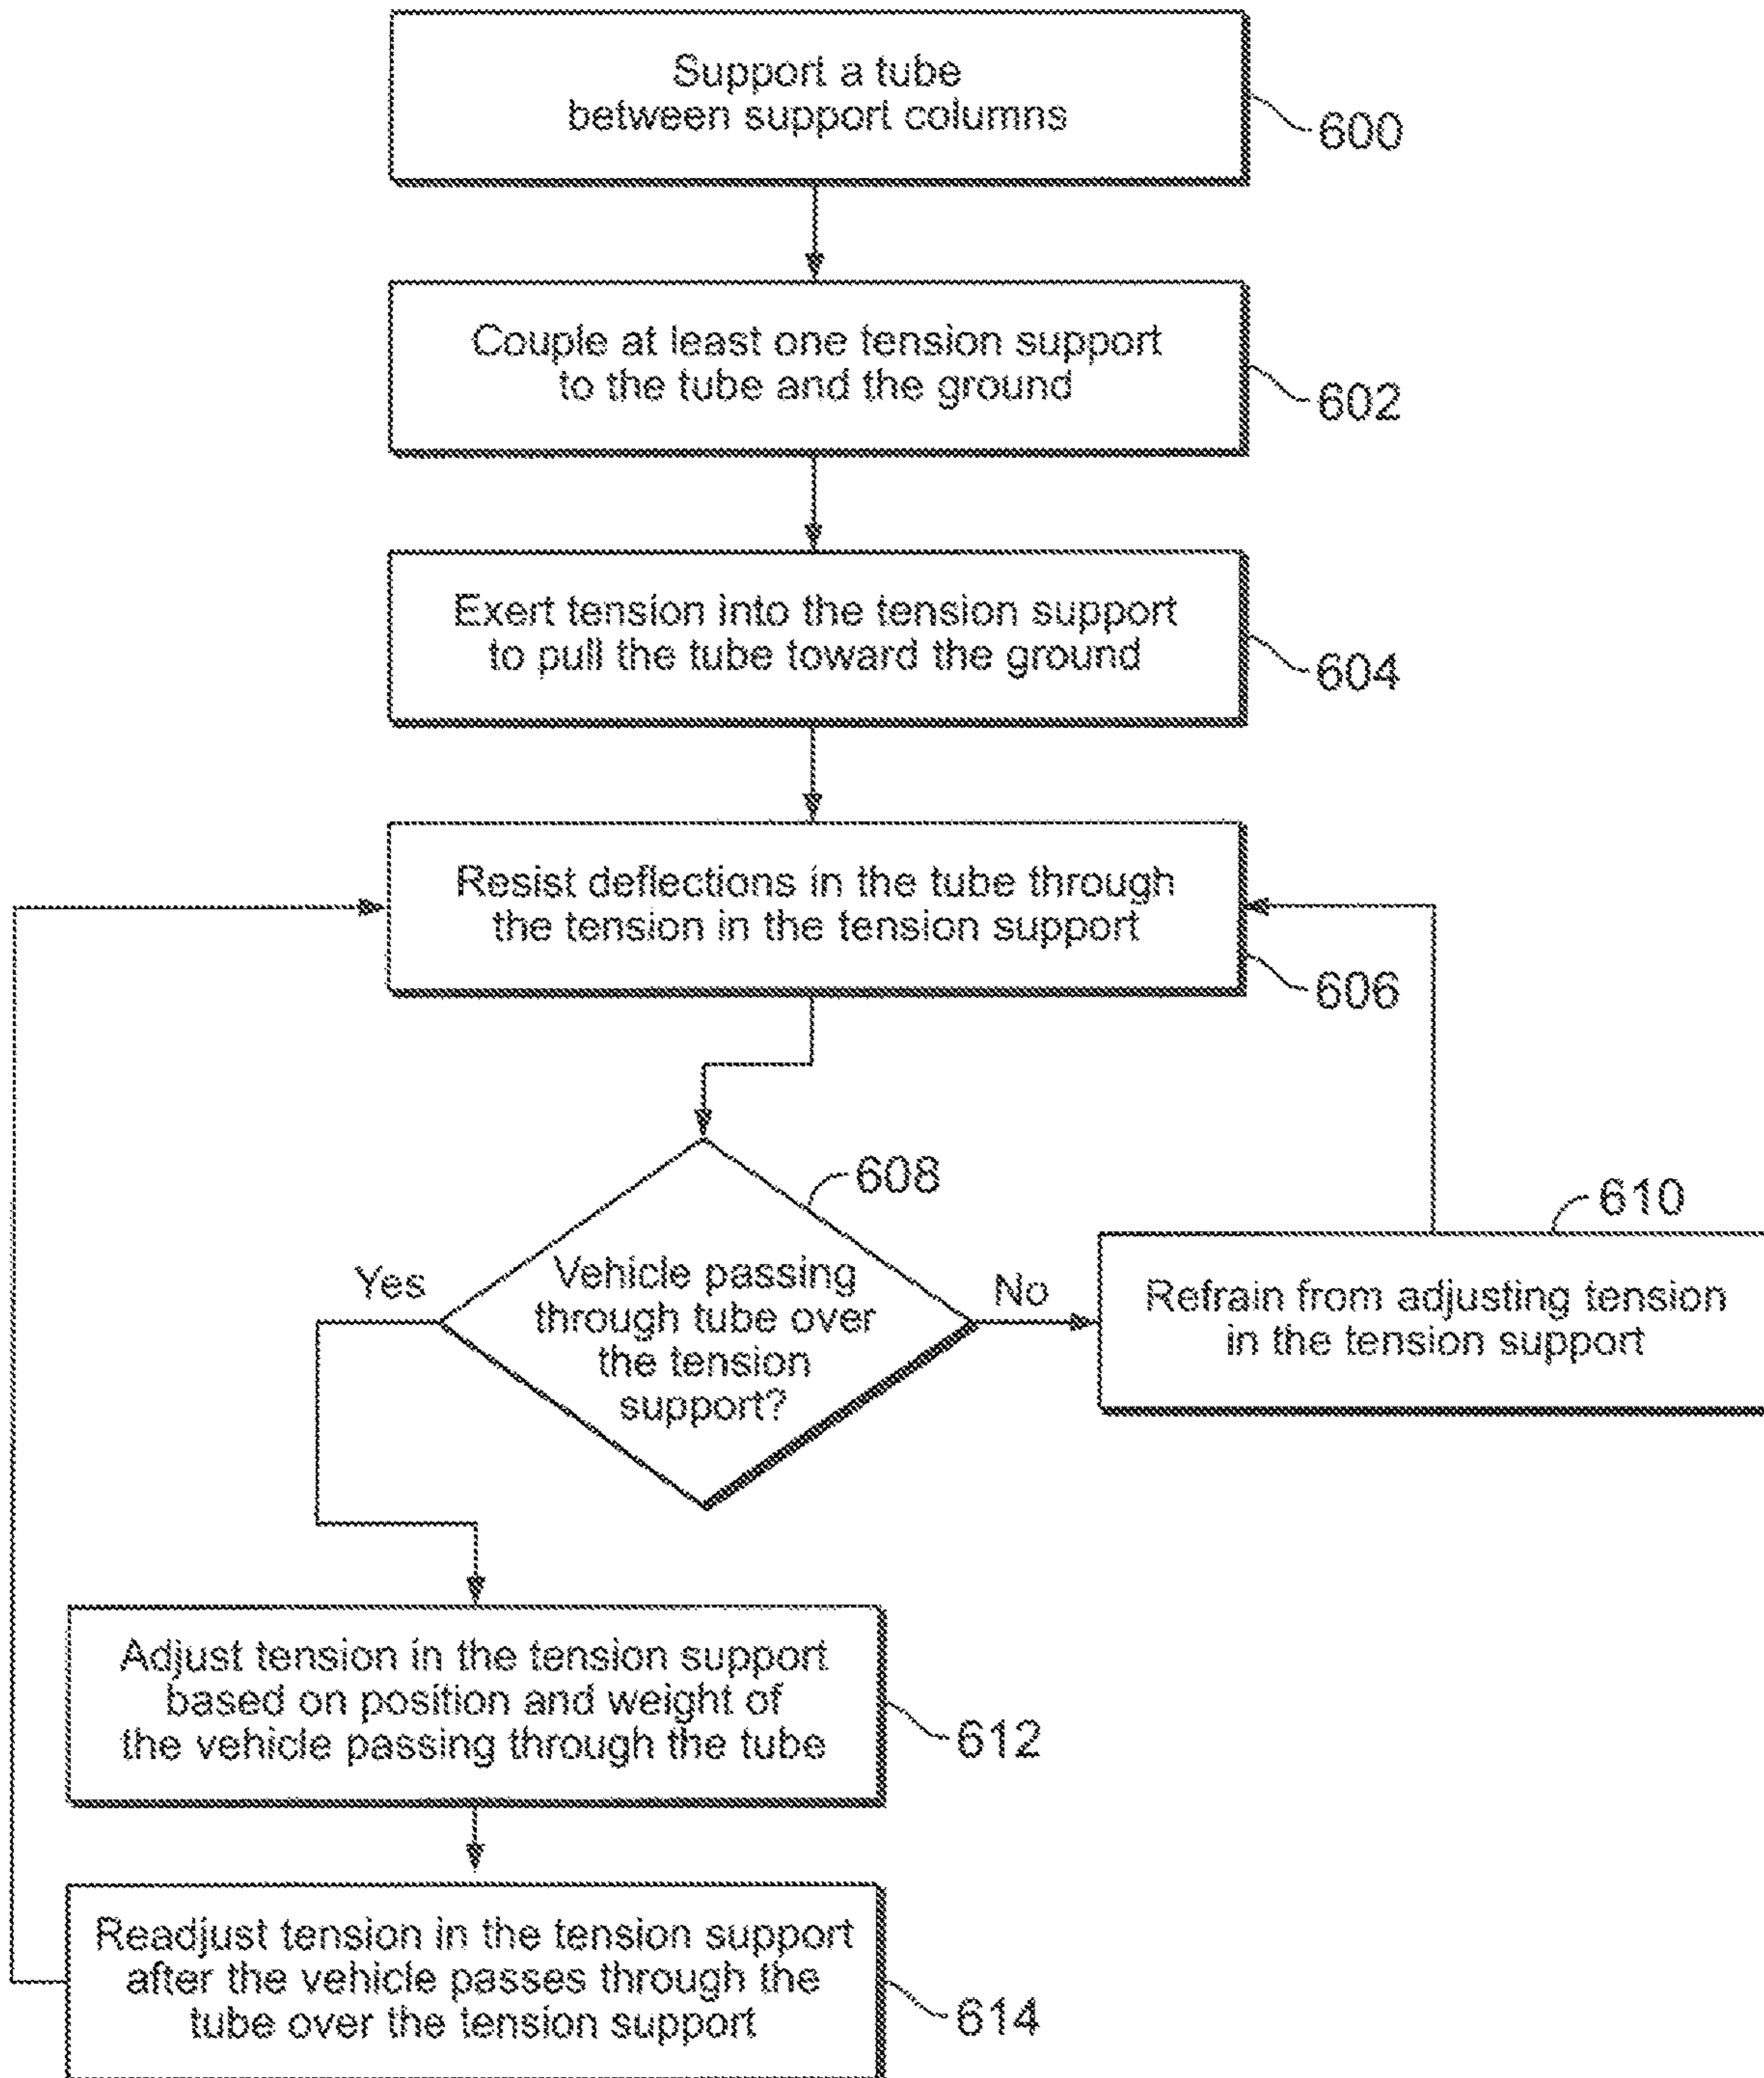 Support a tube
between support columns
600
Couple at least one tension support
to the tube and the ground
602
Exert tension into the tension support
to pull the tube toward the ground
604
Resist deflections in the tube through
the tension in the tension support
606
608
610
Yes
Vehicle passing
through tube over
the tension
support?
No
Refrain from adjusting tension
in the tension support
Adjust tension in the tension support
based on position and weight of
the vehicle passing through the tube
612
Readjust tension in the tension support
after the vehicle passes through the
tube over the tension support
614